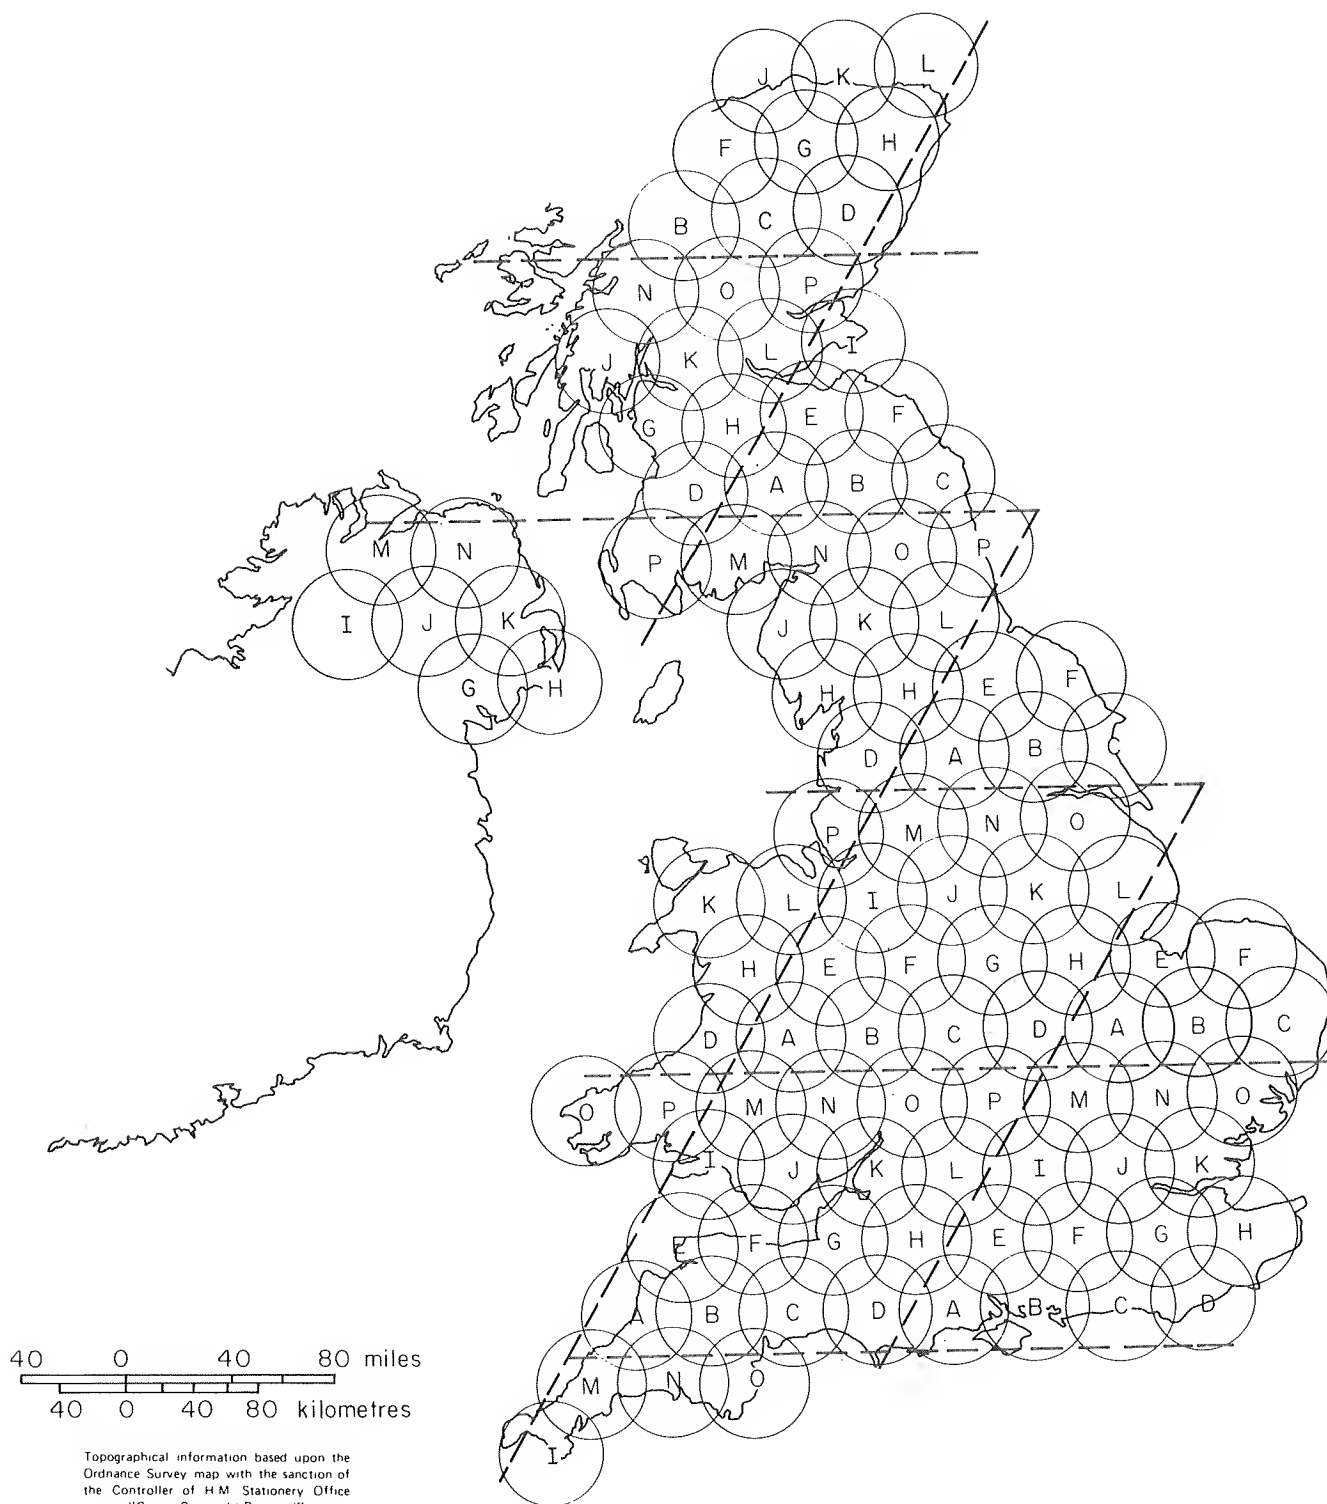 J K L
F G H
B C D
N O P
J K L I
G H E F
D A B C
M N P M N O P
I J K J K L
G H H H E F
D A B C
P M N O
K L I J K L
H E F G H E F
D A B C D A B C
O P M N O P M N O
I J K L I J K
E F G H E F G H
A B C D A B C D
M N O
I
40 0 40 80 miles
40 0 40 80 kilometres
Topographical information based upon the
Ordnance Survey map with the sanction of
the Controller of H M Stationery Office